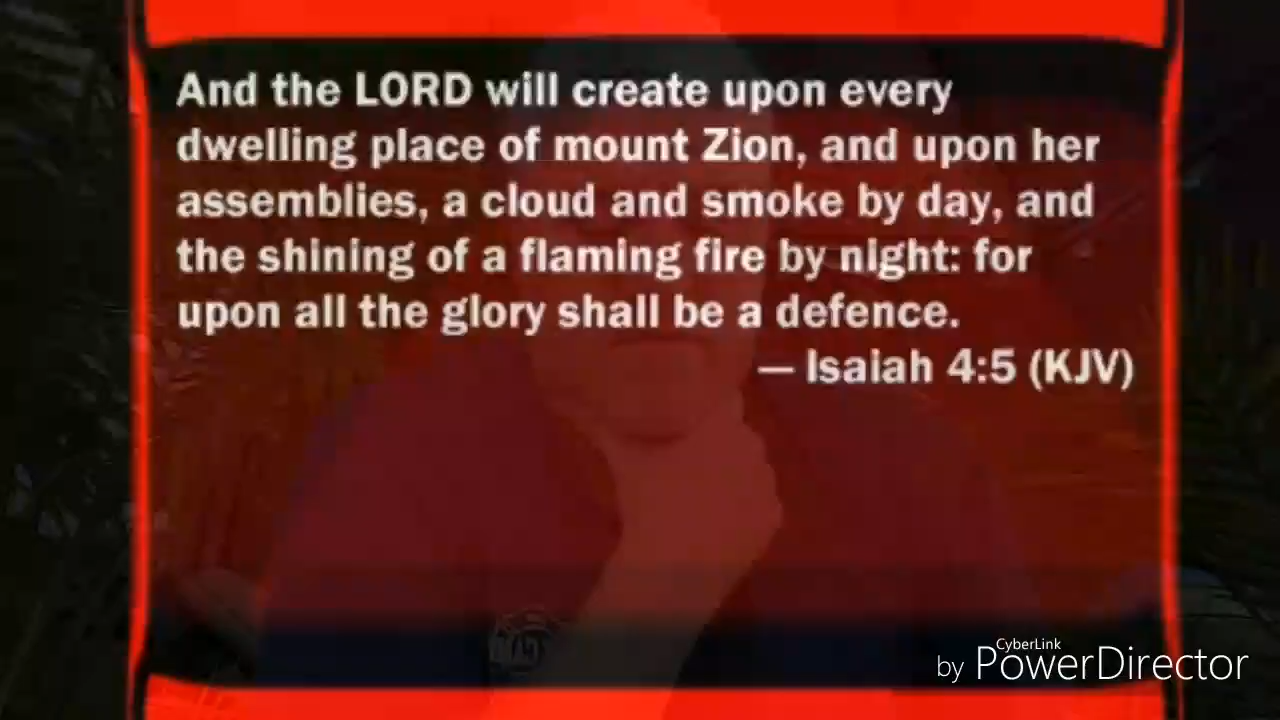 And the LORD will create upon every
dwelling place of mount Zion, and upon her
assemblies, a cloud and smoke by day, and
the shining of a flaming fire by night: for
upon all the glory shall be a defence.
— Isaiah 4:5 (KJV)
CyberLink
by PowerDirector